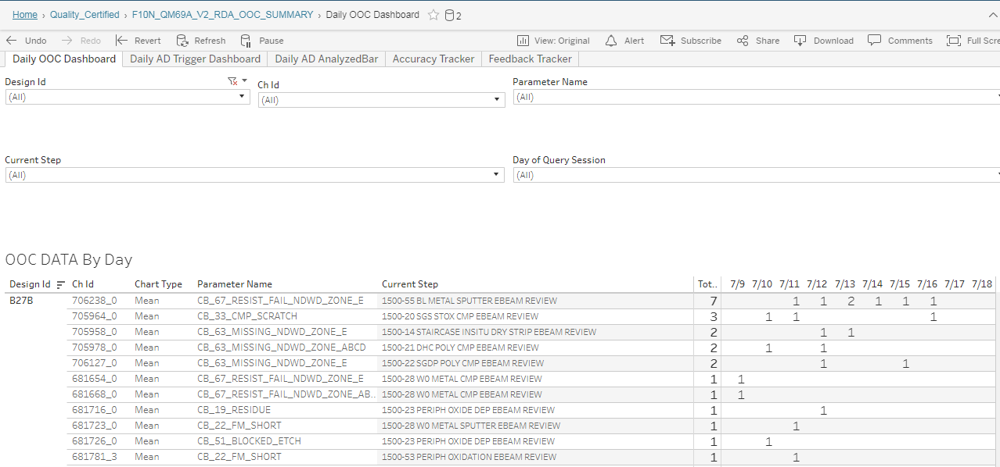 Home › Quality_Certified › F10N_QM69A_V2_RDA_OOC_SUMMARY › Daily OOC Dashboard 2
Undo Redo Revert Refresh Pause View: Original Alert Subscribe Share Download Comments Full Scre
Daily OOC Dashboard Daily AD Trigger Dashboard Daily AD AnalyzedBar Accuracy Tracker Feedback Tracker
Design Id Ch Id Parameter Name
(All) (All) (All)
Current Step Day of Query Session
(All) (All)
OOC DATA By Day
Design Id Ch Id Chart Type Parameter Name Current Step Tot.. 7/9 7/10 7/11 7/12 7/13 7/14 7/15 7/16 7/17 7/18
B27B 706238_0 Mean CB_67_RESIST_FAIL_NDWD_ZONE_E 1500-55 BL METAL SPUTTER EBEAM REVIEW 7 1 1 2 1 1 1
705964_0 Mean CB_33_CMP_SCRATCH 1500-20 SGS STOX CMP EBEAM REVIEW 3 1 1 1
705958_0 Mean CB_63_MISSING_NDWD_ZONE_E 1500-14 STAIRCASE INSITU DRY STRIP EBEAM REVIEW 2 1 1
705978_0 Mean CB_63_MISSING_NDWD_ZONE_ABCD 1500-21 DHC POLY CMP EBEAM REVIEW 2 1 1
706127_0 Mean CB_63_MISSING_NDWD_ZONE_E 1500-22 SGDP POLY CMP EBEAM REVIEW 2 1 1
681654_0 Mean CB_67_RESIST_FAIL_NDWD_ZONE_E 1500-28 W0 METAL CMP EBEAM REVIEW 1 1
681668_0 Mean CB_67_RESIST_FAIL_NDWD_ZONE_AB.. 1500-28 W0 METAL CMP EBEAM REVIEW 1 1
681716_0 Mean CB_19_RESIDUE 1500-23 PERIPH OXIDE DEP EBEAM REVIEW 1 1
681723_0 Mean CB_22_FM_SHORT 1500-28 W0 METAL SPUTTER EBEAM REVIEW 1 1
681726_0 Mean CB_51_BLOCKED_ETCH 1500-23 PERIPH OXIDE DEP EBEAM REVIEW 1 1
681781_3 Mean CB_22_FM_SHORT 1500-53 PERIPH OXIDATION EBEAM REVIEW 1 1